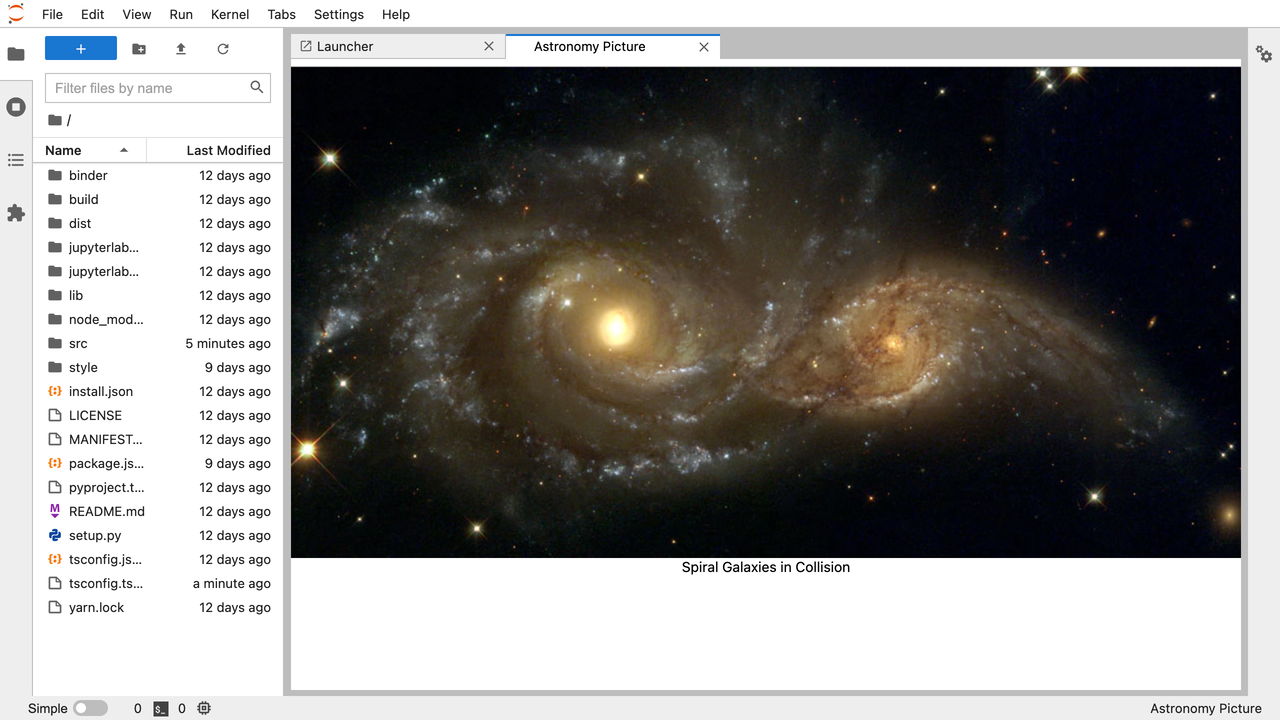 File Edit View Run Kernel Tabs Settings Help
Launcher
Astronomy Picture
Filter files by name
/
Name Last Modified
binder 12 days ago
build 12 days ago
dist 12 days ago
jupyterlab... 12 days ago
jupyterlab... 12 days ago
lib 12 days ago
node_mod... 12 days ago
src 5 minutes ago
style 9 days ago
install.json 12 days ago
LICENSE 12 days ago
MANIFEST... 12 days ago
package.js... 9 days ago
pyproject.t... 12 days ago
README.md 12 days ago
setup.py 12 days ago
tsconfig.js... 12 days ago
tsconfig.ts... a minute ago
yarn.lock 12 days ago
Spiral Galaxies in Collision
Simple 0 $_ 0 Astronomy Picture